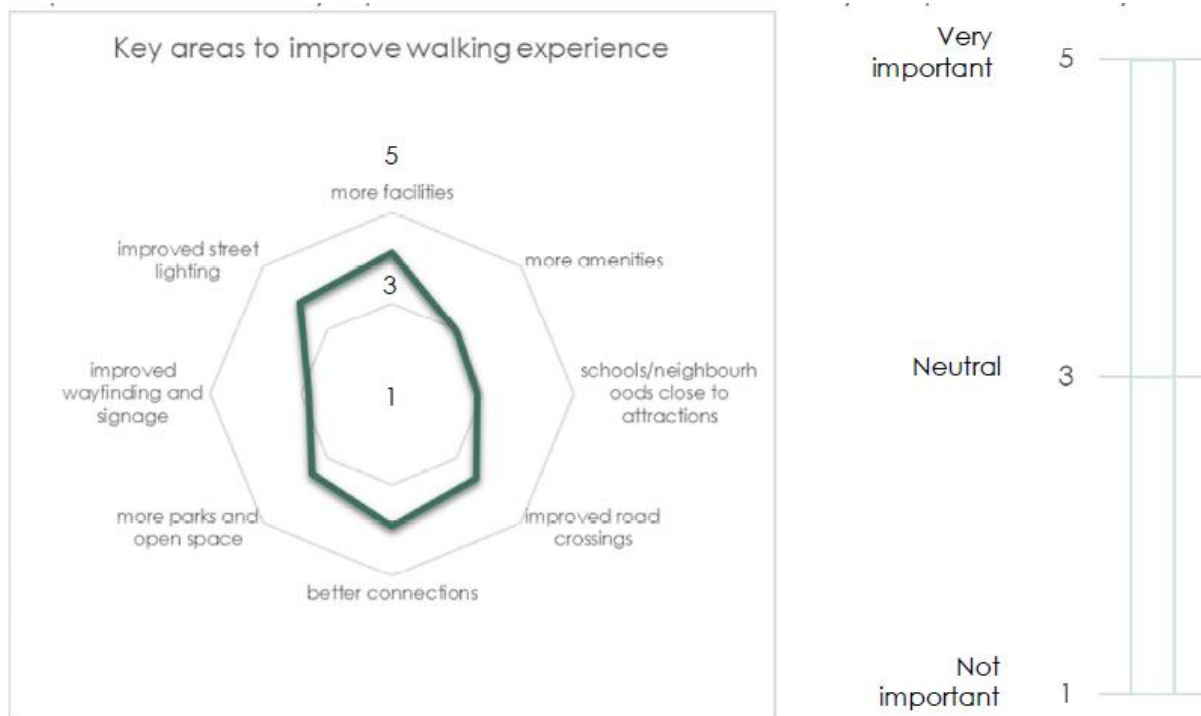 Key areas to improve walking experience
5
more facilities
improved street
lighting
more amenities
3
improved
wayfinding and
signage
1
schools/neighbourh
oods close to
attractions
more parks and
open space
improved road
crossings
better connections
Very
important
5
Neutral
3
Not
important
1